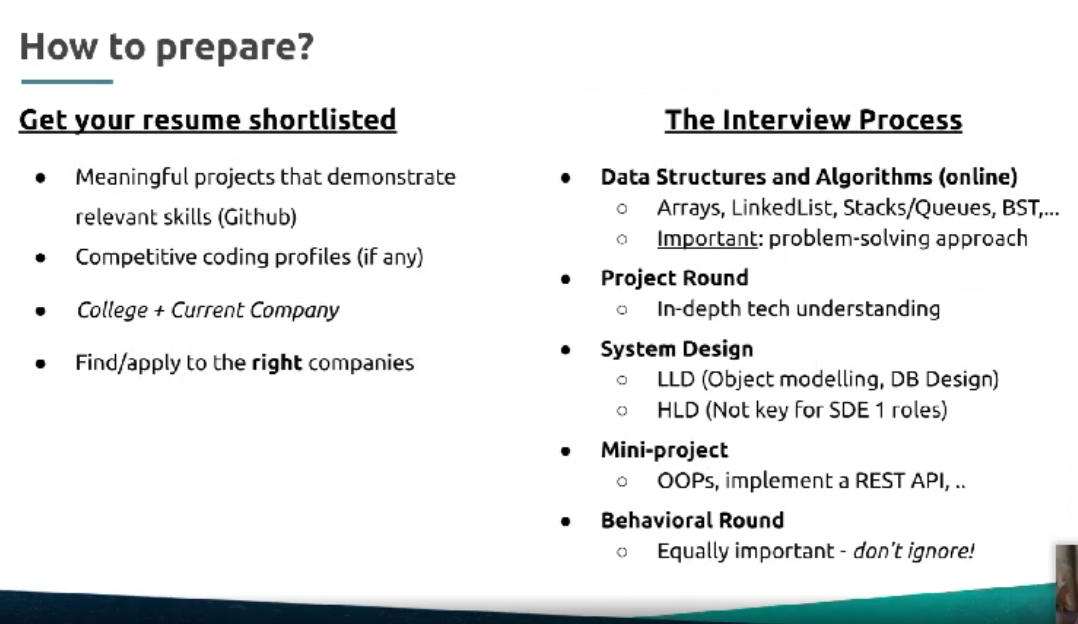 How to prepare?
Get your resume shortlisted
● Meaningful projects that demonstrate
relevant skills (Github)
● Competitive coding profiles (if any)
● College + Current Company
● Find/apply to the right companies
The Interview Process
● Data Structures and Algorithms (online)
○ Arrays, LinkedList, Stacks/Queues, BST,...
○ Important: problem-solving approach
● Project Round
○ In-depth tech understanding
● System Design
○ LLD (Object modelling, DB Design)
○ HLD (Not key for SDE 1 roles)
● Mini-project
○ OOPs, implement a REST API, ..
● Behavioral Round
○ Equally important - don't ignore!